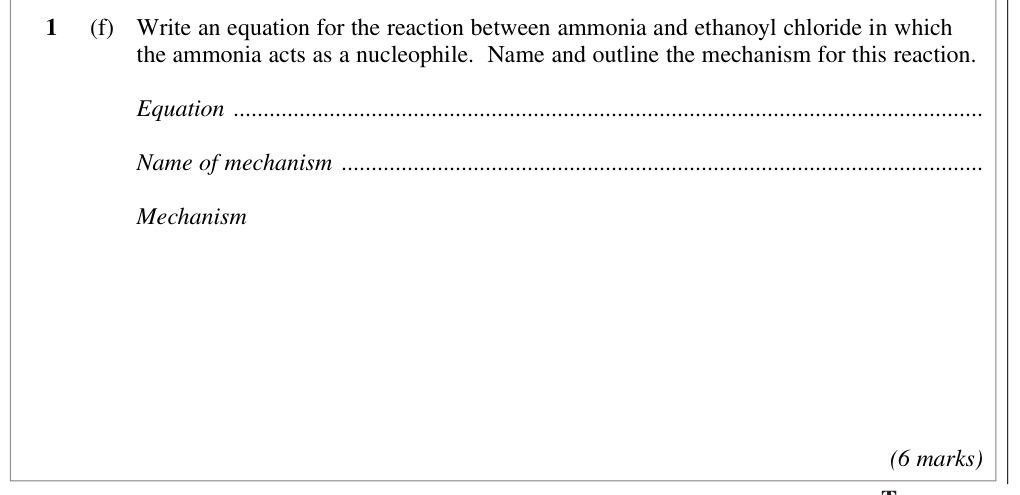 1 (f) Write an equation for the reaction between ammonia and ethanoyl chloride in which
the ammonia acts as a nucleophile. Name and outline the mechanism for this reaction.
Equation ..............................................................................................................................
Name of mechanism ...........................................................................................................
Mechanism
(6 marks)